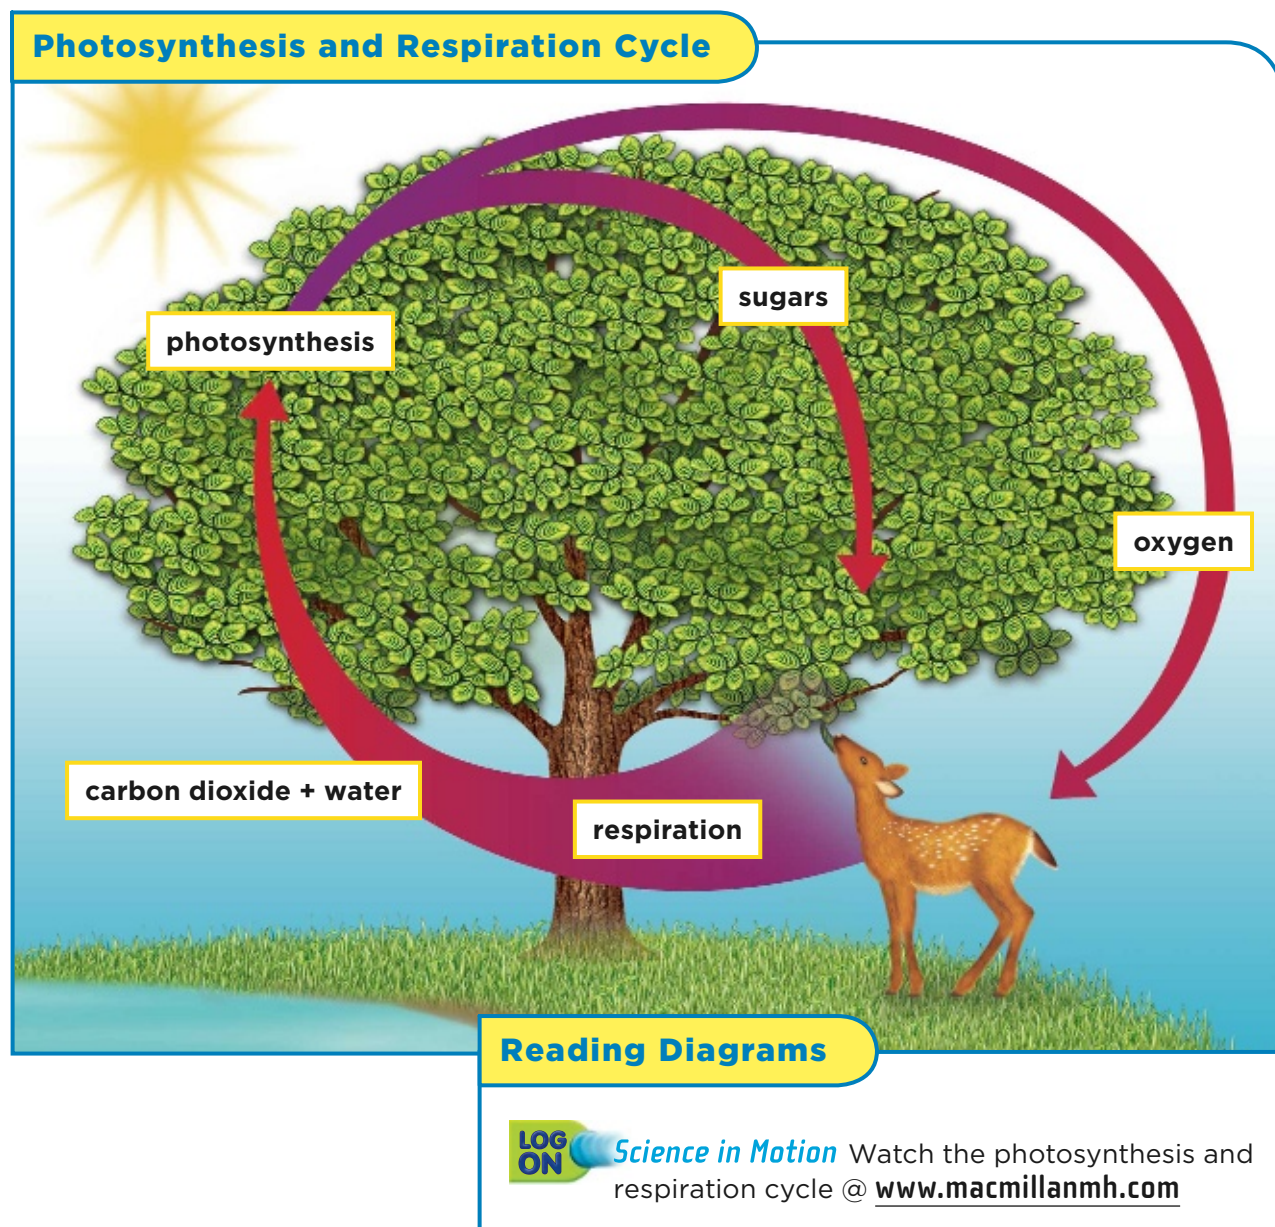 Photosynthesis and Respiration Cycle
sugars
photosynthesis
oxygen
carbon dioxide + water
respiration
Reading Diagrams
LOG
ON
Science in Motion Watch the photosynthesis and
respiration cycle @ www.macmillanmh.com